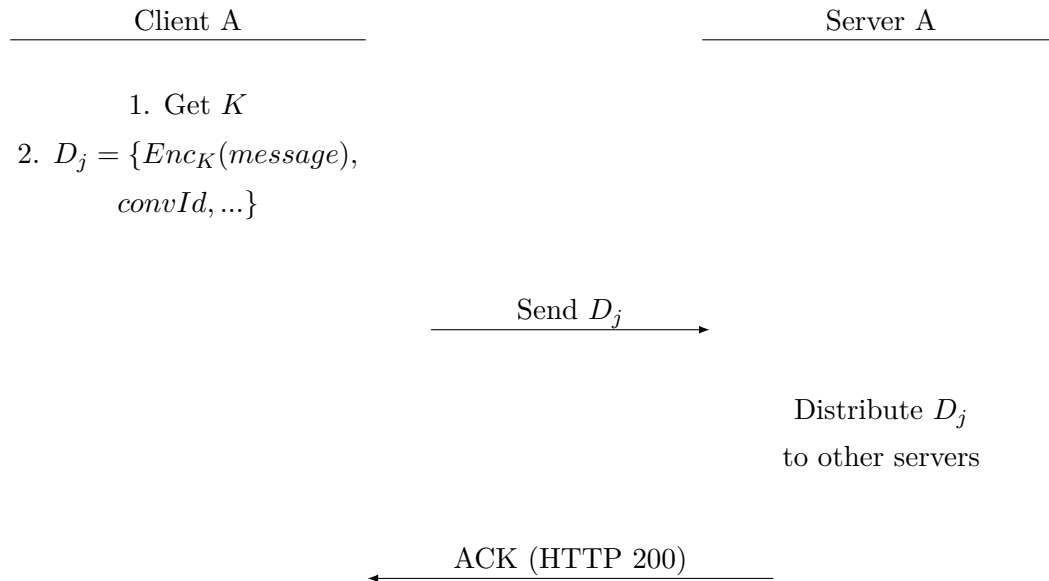 Client A
Server A
1. Get K
2. D_j = {Enc_K(message),
convId, ...}
Send D_j
Distribute D_j
to other servers
ACK (HTTP 200)